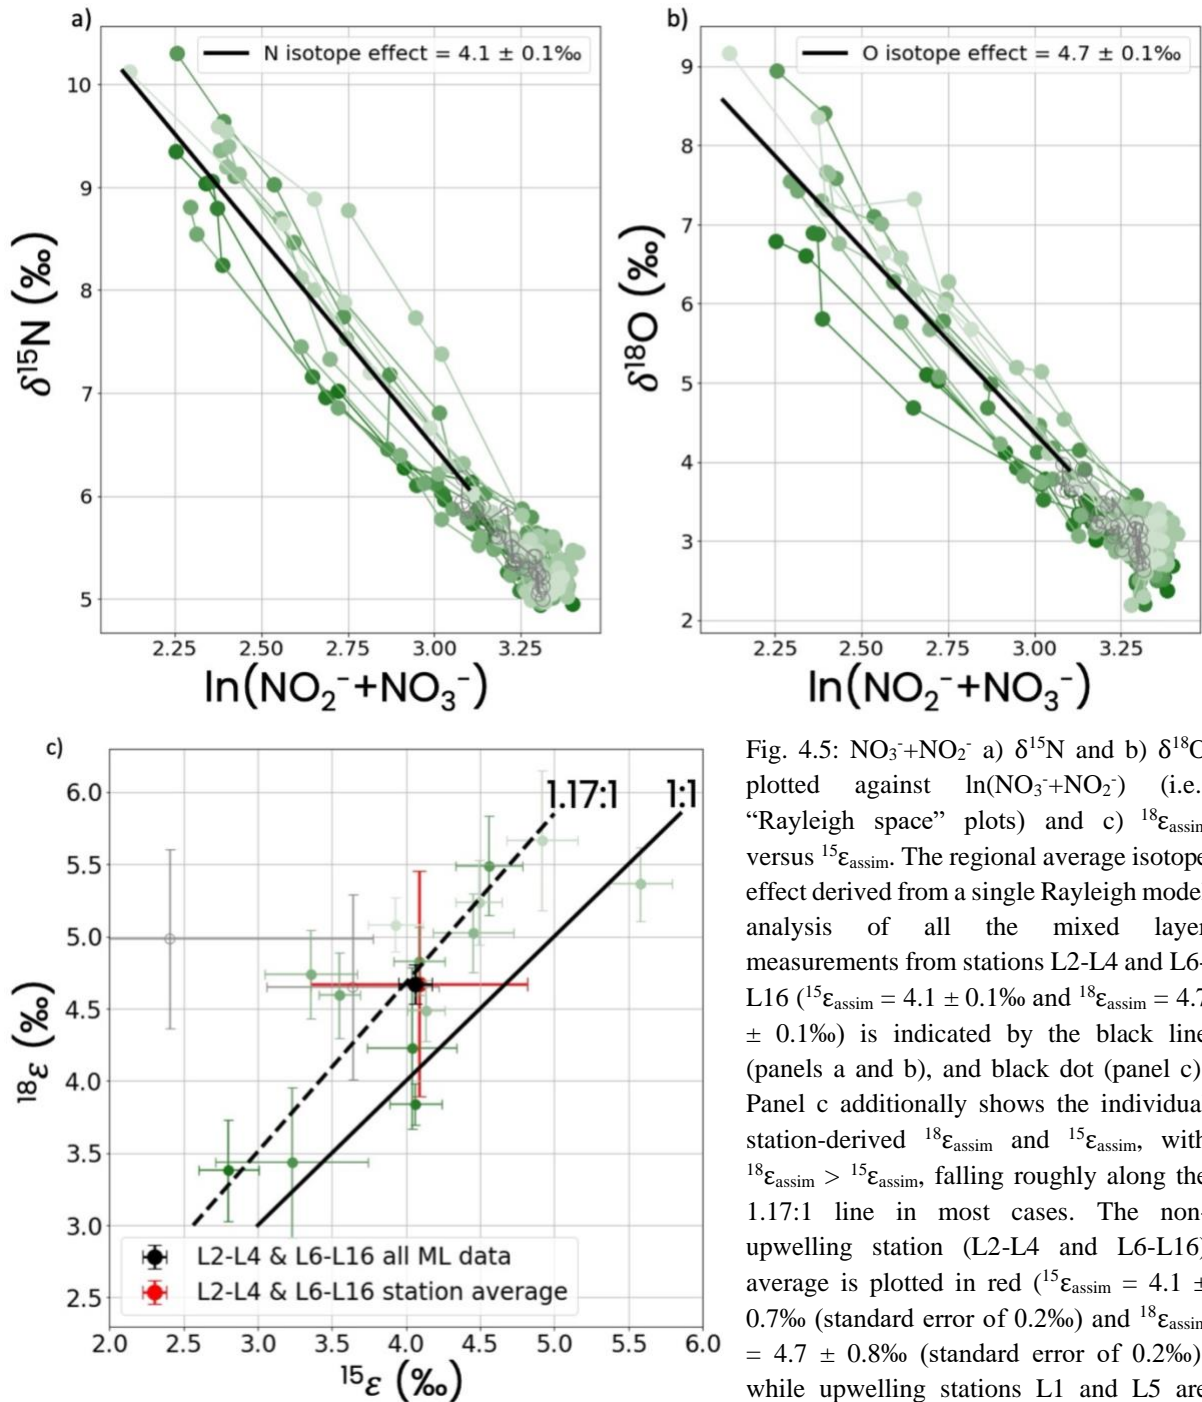 a)
N isotope effect = 4.1 ± 0.1‰
10
9
8
7
6
5
δ¹⁵N (‰)
2.25 2.50 2.75 3.00 3.25
ln(NO₂⁻+NO₃⁻)
b)
O isotope effect = 4.7 ± 0.1‰
9
8
7
6
5
4
3
2
δ¹⁸O (‰)
2.25 2.50 2.75 3.00 3.25
ln(NO₂⁻+NO₃⁻)
c)
1.17:1 1:1
6.0
5.5
5.0
4.5
4.0
3.5
3.0
2.5
¹⁸ε (‰)
L2-L4 & L6-L16 all ML data
L2-L4 & L6-L16 station average
2.0 2.5 3.0 3.5 4.0 4.5 5.0 5.5 6.0
¹⁵ε (‰)
Fig. 4.5: NO₃⁻+NO₂⁻ a) δ¹⁵N and b) δ¹⁸O
plotted against ln(NO₃⁻+NO₂⁻) (i.e.
“Rayleigh space” plots) and c) ¹⁸εassim
versus ¹⁵εassim. The regional average isotope
effect derived from a single Rayleigh mode
analysis of all the mixed layer
measurements from stations L2-L4 and L6-
L16 (¹⁵εassim = 4.1 ± 0.1‰ and ¹⁸εassim = 4.7
± 0.1‰) is indicated by the black line
(panels a and b), and black dot (panel c)
Panel c additionally shows the individua
station-derived ¹⁸εassim and ¹⁵εassim, with
¹⁸εassim > ¹⁵εassim, falling roughly along the
1.17:1 line in most cases. The non-
upwelling station (L2-L4 and L6-L16)
average is plotted in red (¹⁵εassim = 4.1 ±
0.7‰ (standard error of 0.2‰) and ¹⁸εassim
= 4.7 ± 0.8‰ (standard error of 0.2‰)
while upwelling stations L1 and L5 are